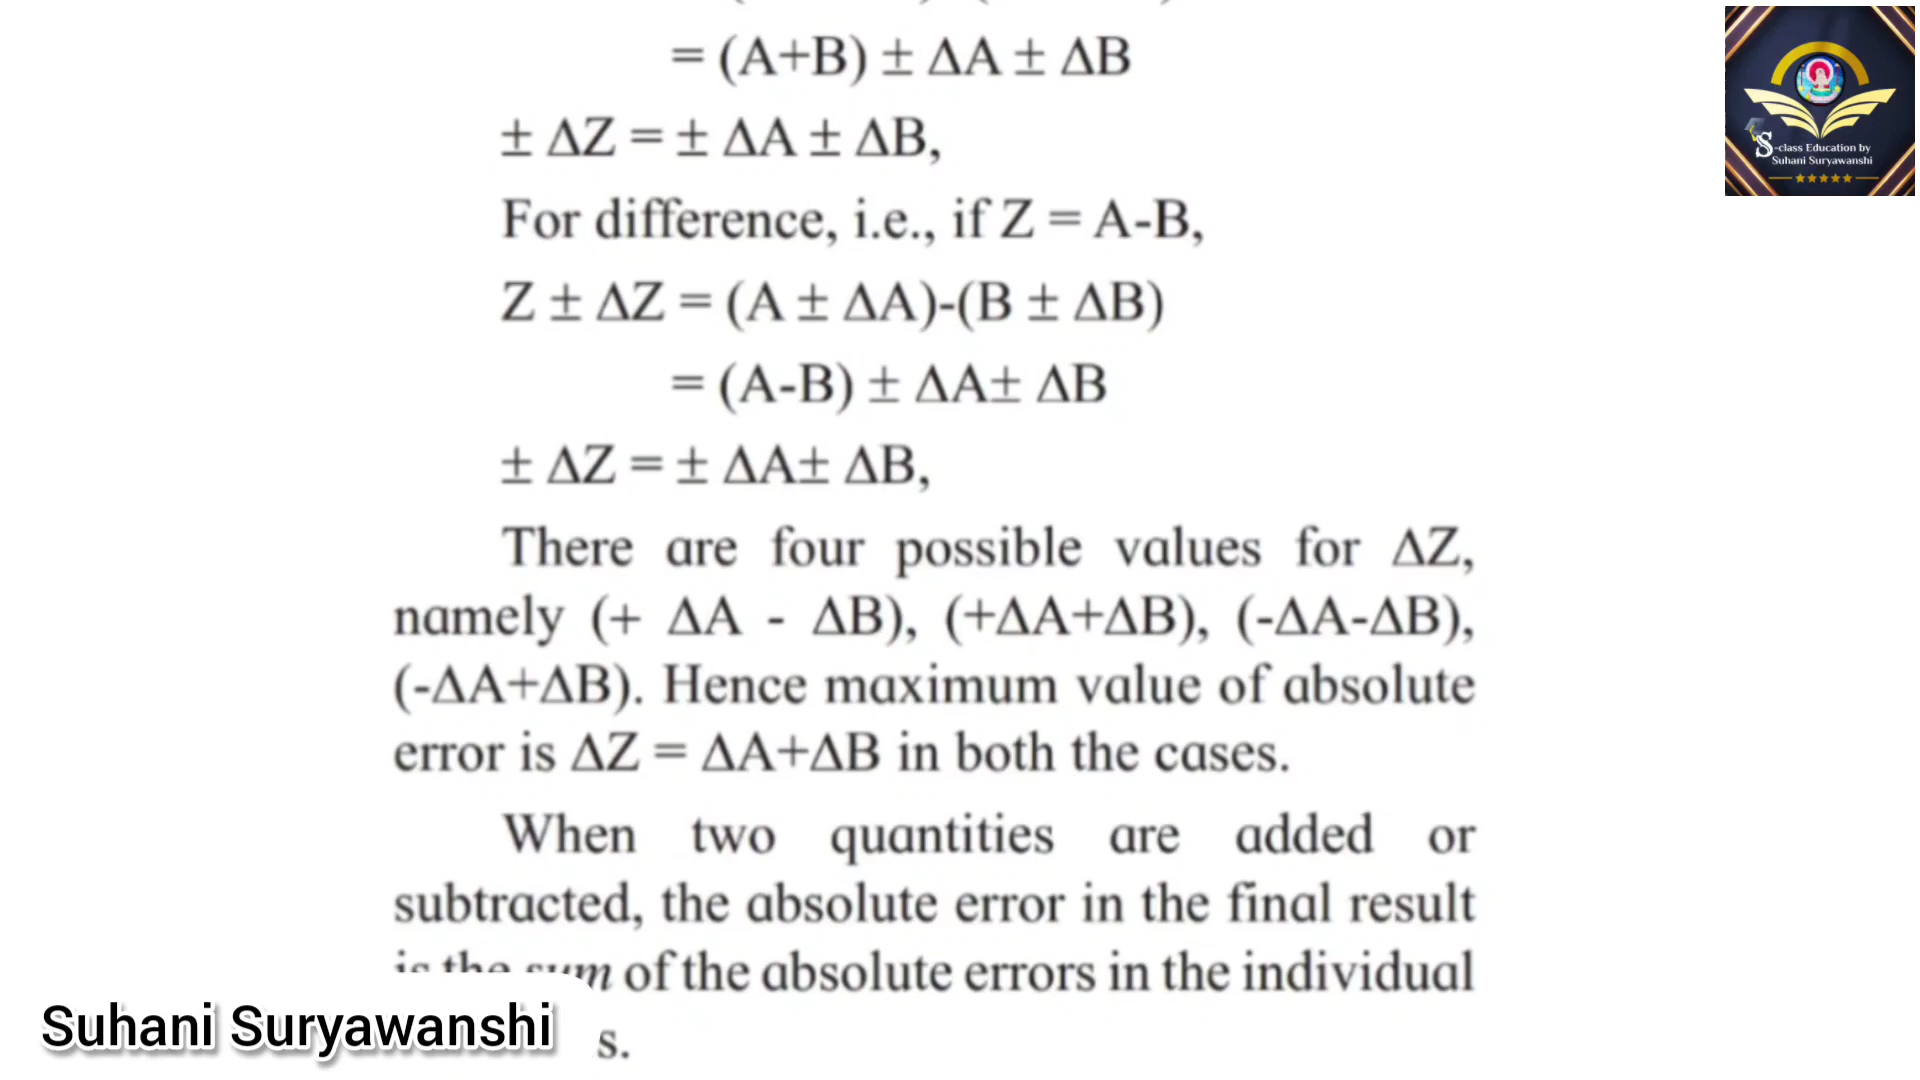 = (A+B) ± ΔA ± ΔB
± ΔZ = ± ΔA ± ΔB,
For difference, i.e., if Z = A-B,
Z ± ΔZ = (A ± ΔA)-(B ± ΔB)
= (A-B) ± ΔA± ΔB
± ΔZ = ± ΔA± ΔB,
There are four possible values for ΔZ,
namely (+ ΔA - ΔB), (+ΔA+ΔB), (-ΔA-ΔB),
(-ΔA+ΔB). Hence maximum value of absolute
error is ΔZ = ΔA+ΔB in both the cases.
When two quantities are added or
subtracted, the absolute error in the final result
is the sum of the absolute errors in the individual
s.
Suhani Suryawanshi
S-class Education by
Suhani Suryawanshi